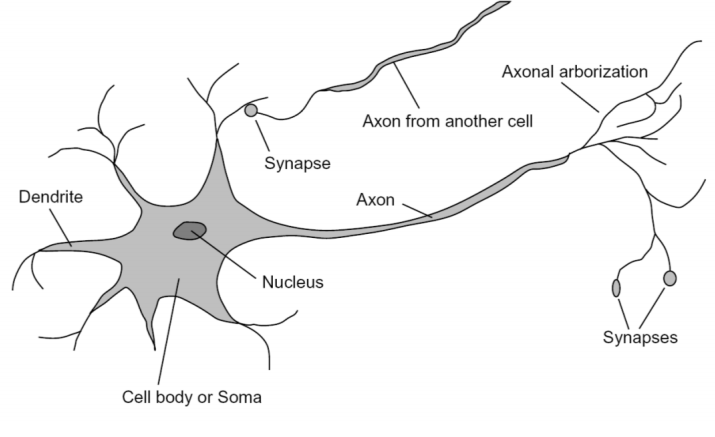 Axonal arborization
Axon from another cell
Synapse
Dendrite
Axon
Nucleus
Synapses
Cell body or Soma